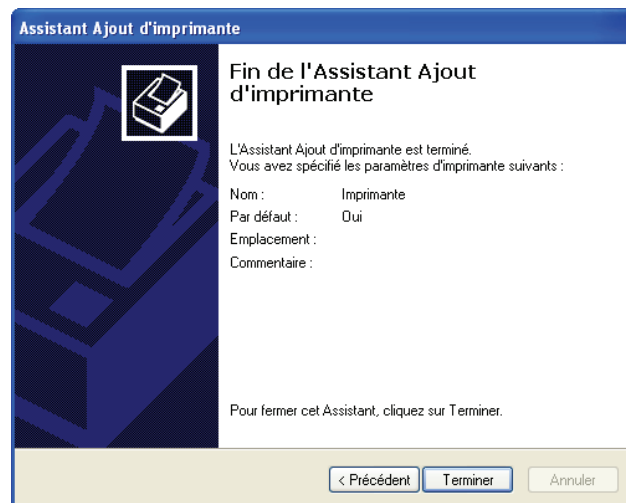 Assistant Ajout d'imprimante
Fin de l'Assistant Ajout
d'imprimante
L'Assistant Ajout d'imprimante est terminé.
Vous avez spécifié les paramètres d'imprimante suivants :
Nom : Imprimante
Par défaut : Oui
Emplacement :
Commentaire :
Pour fermer cet Assistant, cliquez sur Terminer.
< Précédent Terminer Annuler